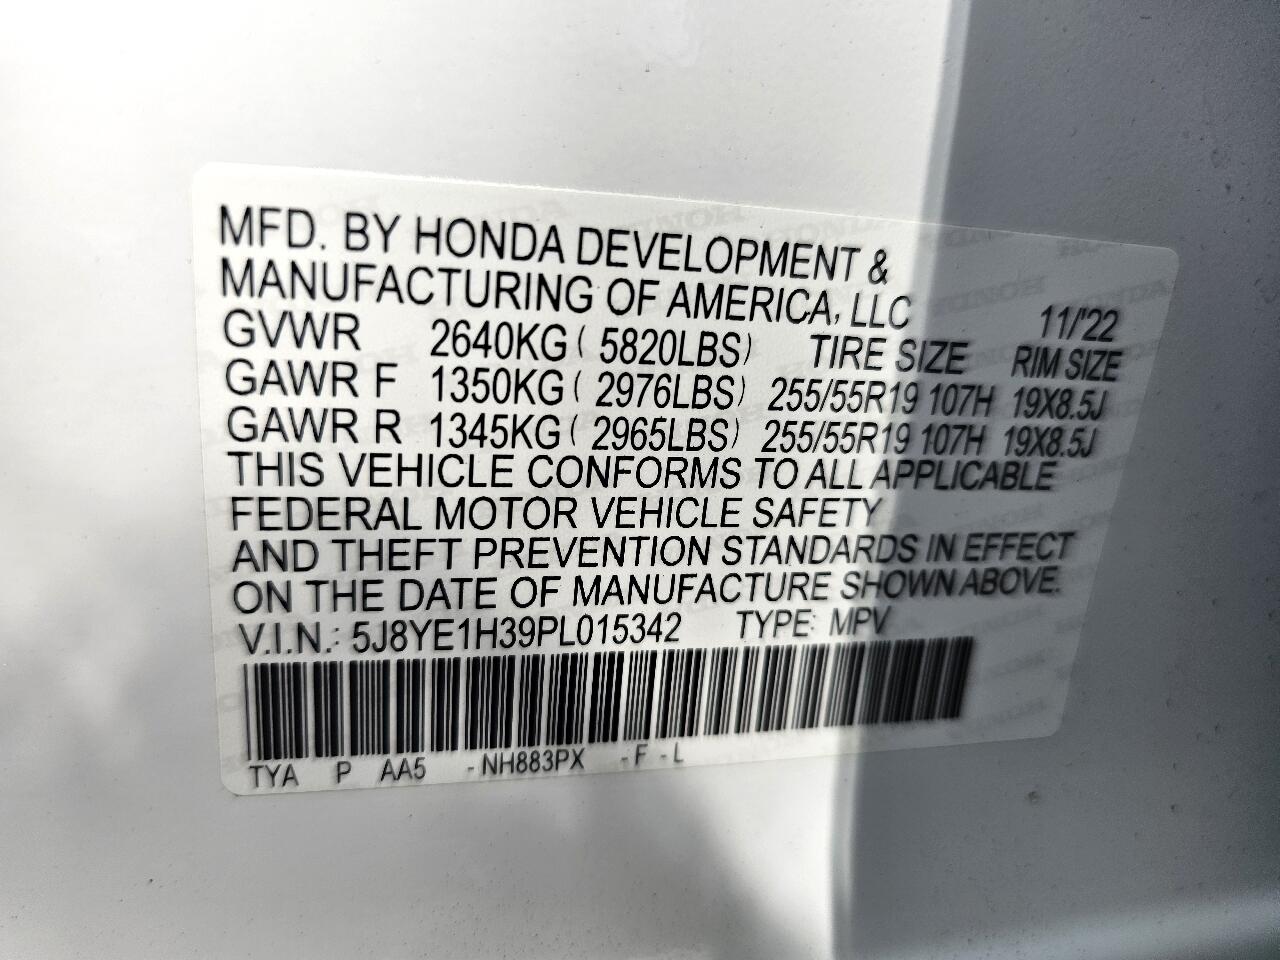 MFD. BY HONDA DEVELOPMENT &
MANUFACTURING OF AMERICA, LLC 11/'22
GVWR 2640KG ( 5820LBS) TIRE SIZE RIM SIZE
GAWR F 1350KG ( 2976LBS) 255/55R19 107H 19X8.5J
GAWR R 1345KG ( 2965LBS) 255/55R19 107H 19X8.5J
THIS VEHICLE CONFORMS TO ALL APPLICABLE
FEDERAL MOTOR VEHICLE SAFETY
AND THEFT PREVENTION STANDARDS IN EFFECT
ON THE DATE OF MANUFACTURE SHOWN ABOVE.
V.I.N.: 5J8YE1H39PL015342 TYPE: MPV
TYA P AA5 -NH883PX -F -L